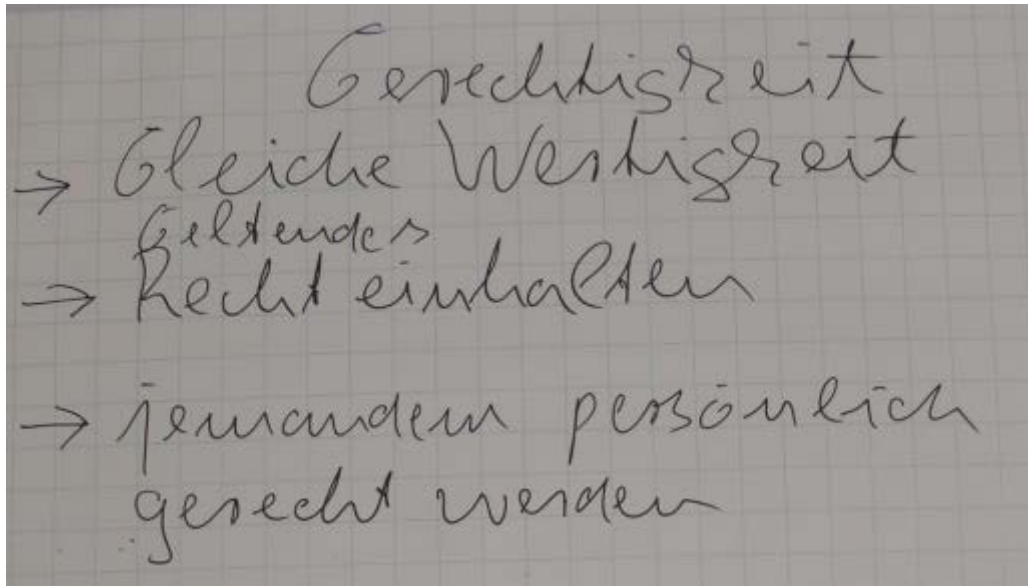 Gerechtigkeit
→ Gleiche Wertigkeit
Geltendes
→ Recht einhalten
→ jemandem persönlich
gerecht werden